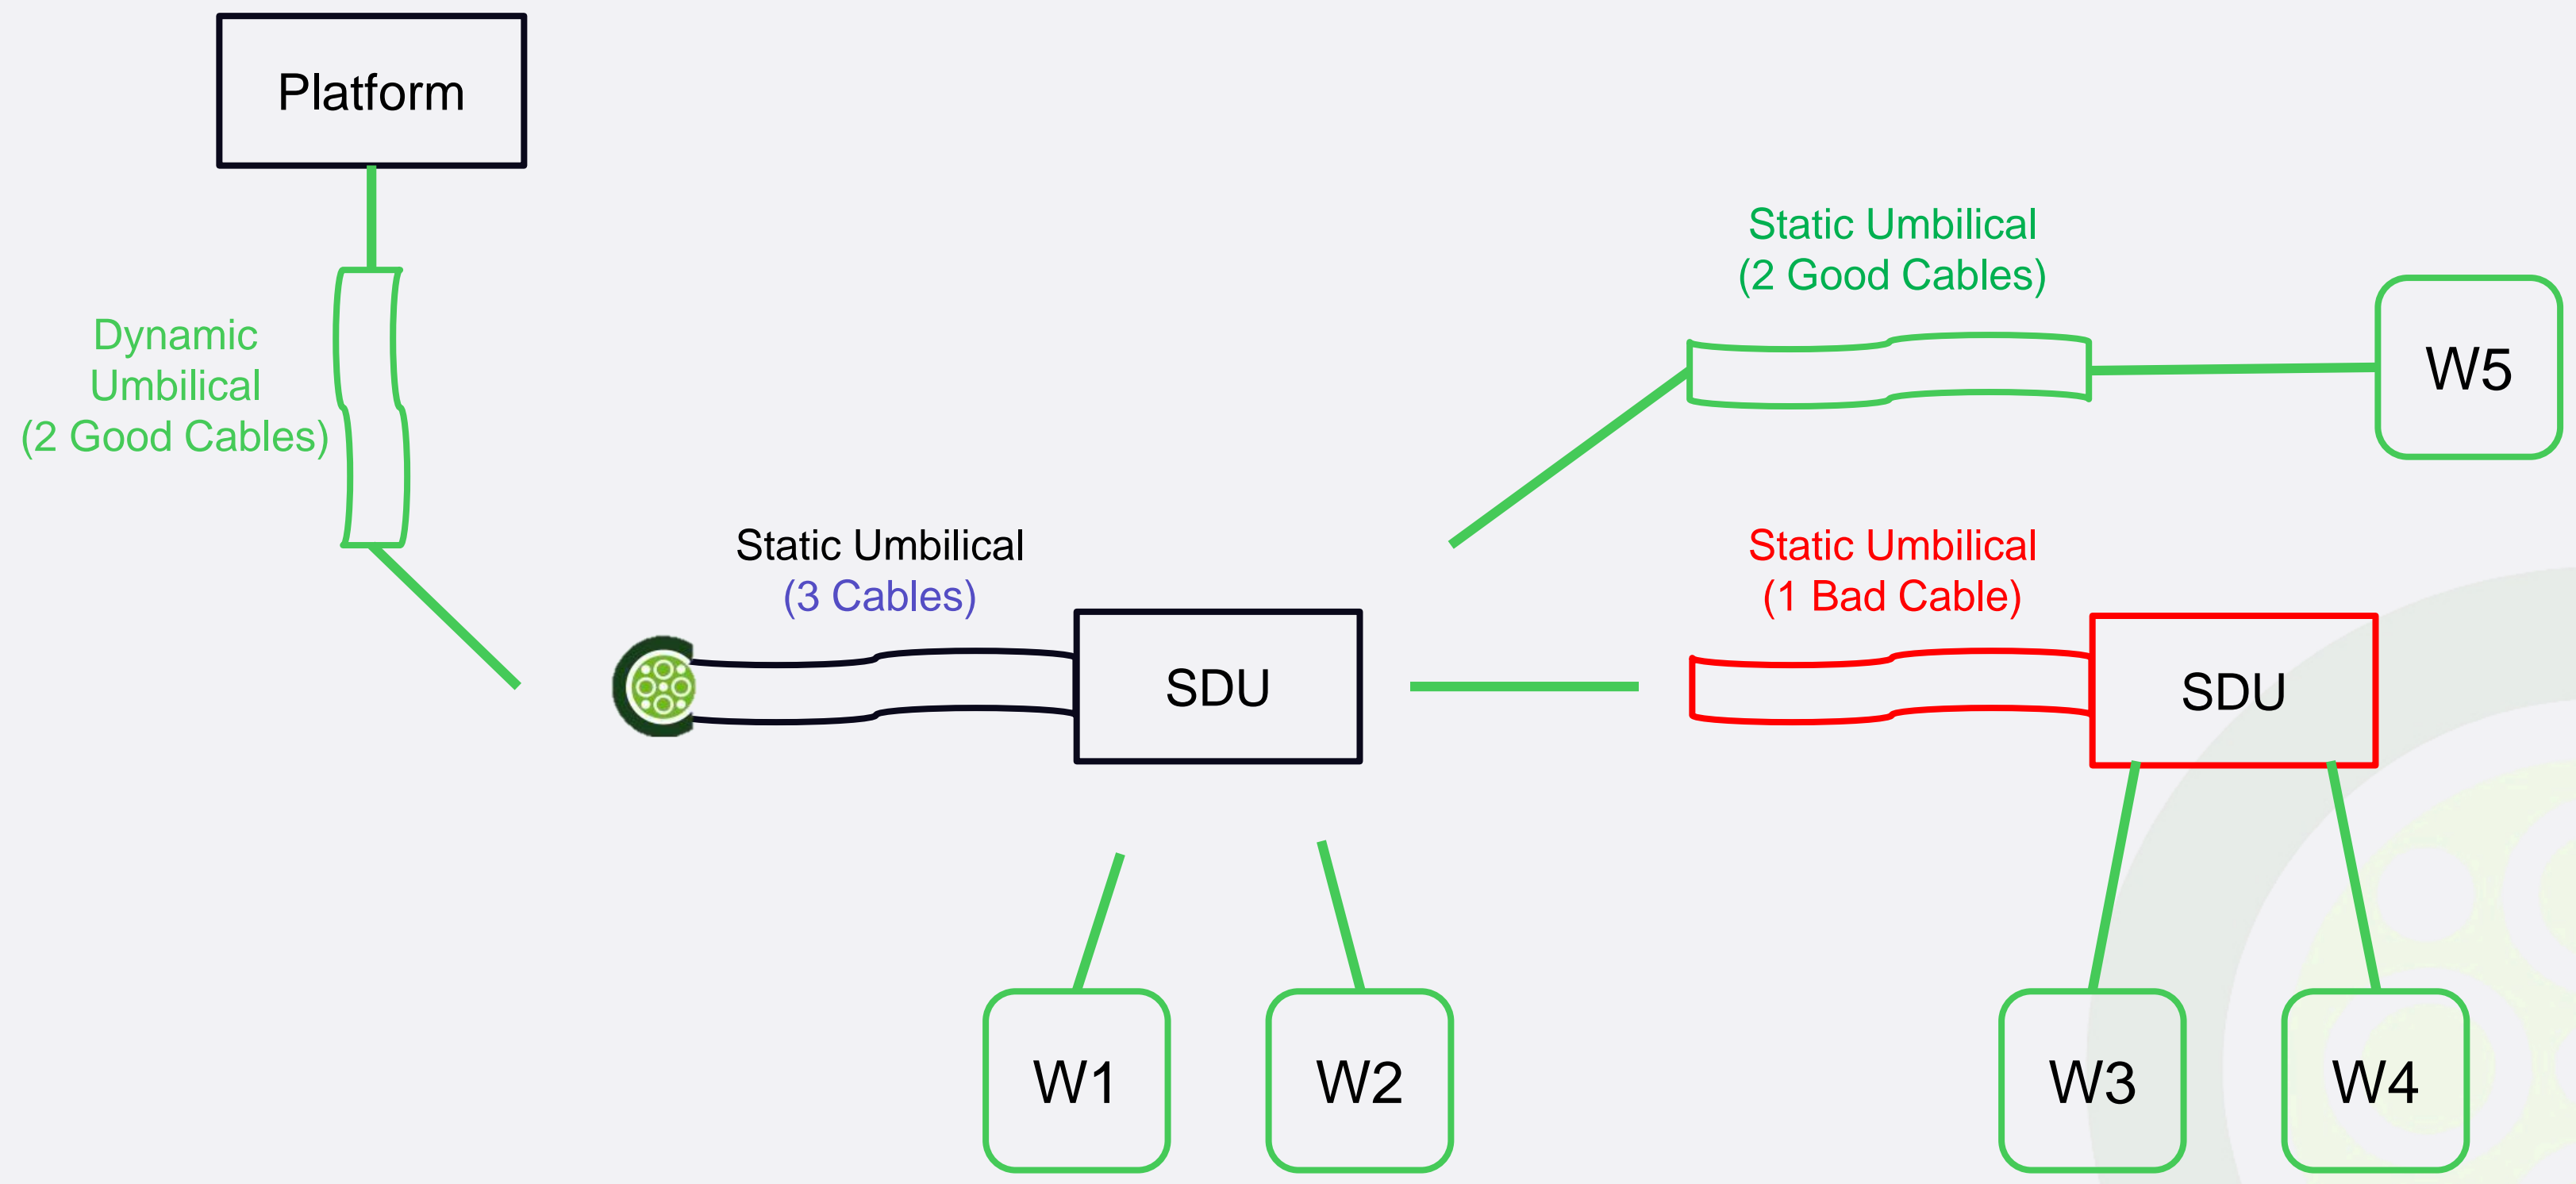 Platform
Dynamic
Umbilical
(2 Good Cables)
Static Umbilical
(2 Good Cables)
W5
Static Umbilical
(3 Cables)
SDU
Static Umbilical
(1 Bad Cable)
SDU
W1
W2
W3
W4